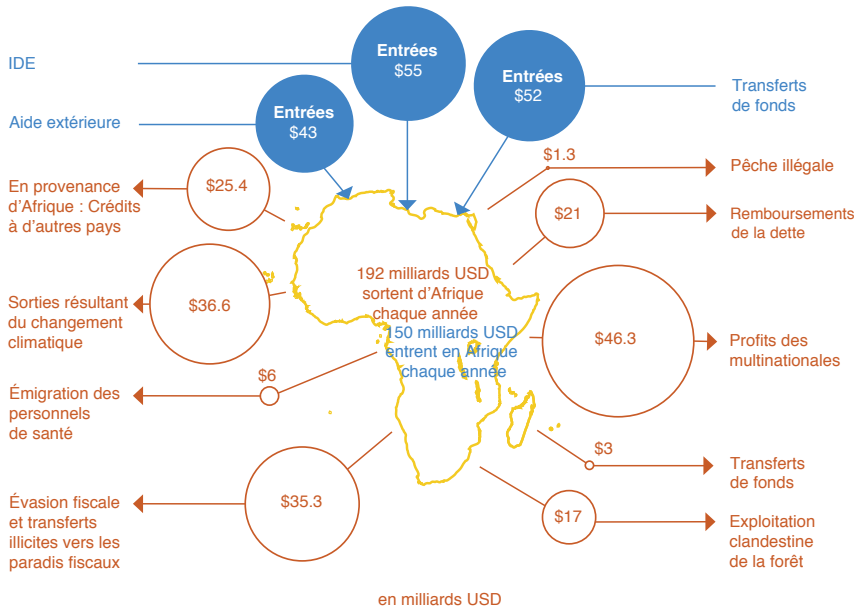 IDE
Entrées
$55
Entrées
$52
Transferts
de fonds
Aide extérieure
Entrées
$43
En provenance
d’Afrique : Crédits
à d’autres pays
$25.4
$1.3
Pêche illégale
$21
Remboursements
de la dette
Sorties résultant
du changement
climatique
$36.6
192 milliards USD
sortent d’Afrique
chaque année
150 milliards USD
entrent en Afrique
chaque année
$46.3
Profits des
multinationales
Émigration des
personnels
de santé
$6
$3
Transferts
de fonds
Évasion fiscale
et transferts
illicites vers les
paradis fiscaux
$35.3
$17
Exploitation
clandestine
de la forêt
en milliards USD